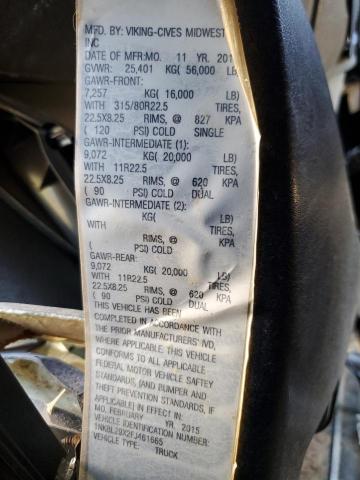 MFD. BY: VIKING-CIVES MIDWEST
INC
DATE OF MFR:MO. 11 YR. 201
GVWR: 25,401 KG( 56,000 LB)
GAWR-FRONT:
7,257 KG( 16,000 LB)
WITH 315/80R22.5 TIRES,
22.5X8.25 RIMS, @ 827 KPA
( 120 PSI) COLD SINGLE
GAWR-INTERMEDIATE (1):
9,072 KG( 20,000 LB)
WITH 11R22.5 TIRES,
22.5X8.25 RIMS, @ 620 KPA
( 90 PSI) COLD DUAL
GAWR-INTERMEDIATE (2):
KG( LB)
WITH TIRES,
RIMS, @ KPA
( PSI) COLD
GAWR-REAR:
9,072 KG( 20,000 LB)
WITH 11R22.5 TIRES,
22.5X8.25 RIMS, @ 620 KPA
( 90 PSI) COLD DUAL
THIS VEHICLE HAS BEEN
COMPLETED IN ACCORDANCE WITH
THE PRIOR MANUFACTURERS' IVD,
WHERE APPLICABLE. THIS VEHICLE
CONFORMS TO ALL APPLICABLE
FEDERAL MOTOR VEHICLE SAFTEY
STANDARDS, (AND BUMPER AND
THEFT PREVENTION STANDARDS, IF
APPLICABLE) IN EFFECT IN:
MO. FEBRUARY YR. 2015
VEHICLE IDENTIFICATION NUMBER:
1NKBL29X2FJ461665
VEHICLE TYPE: TRUCK